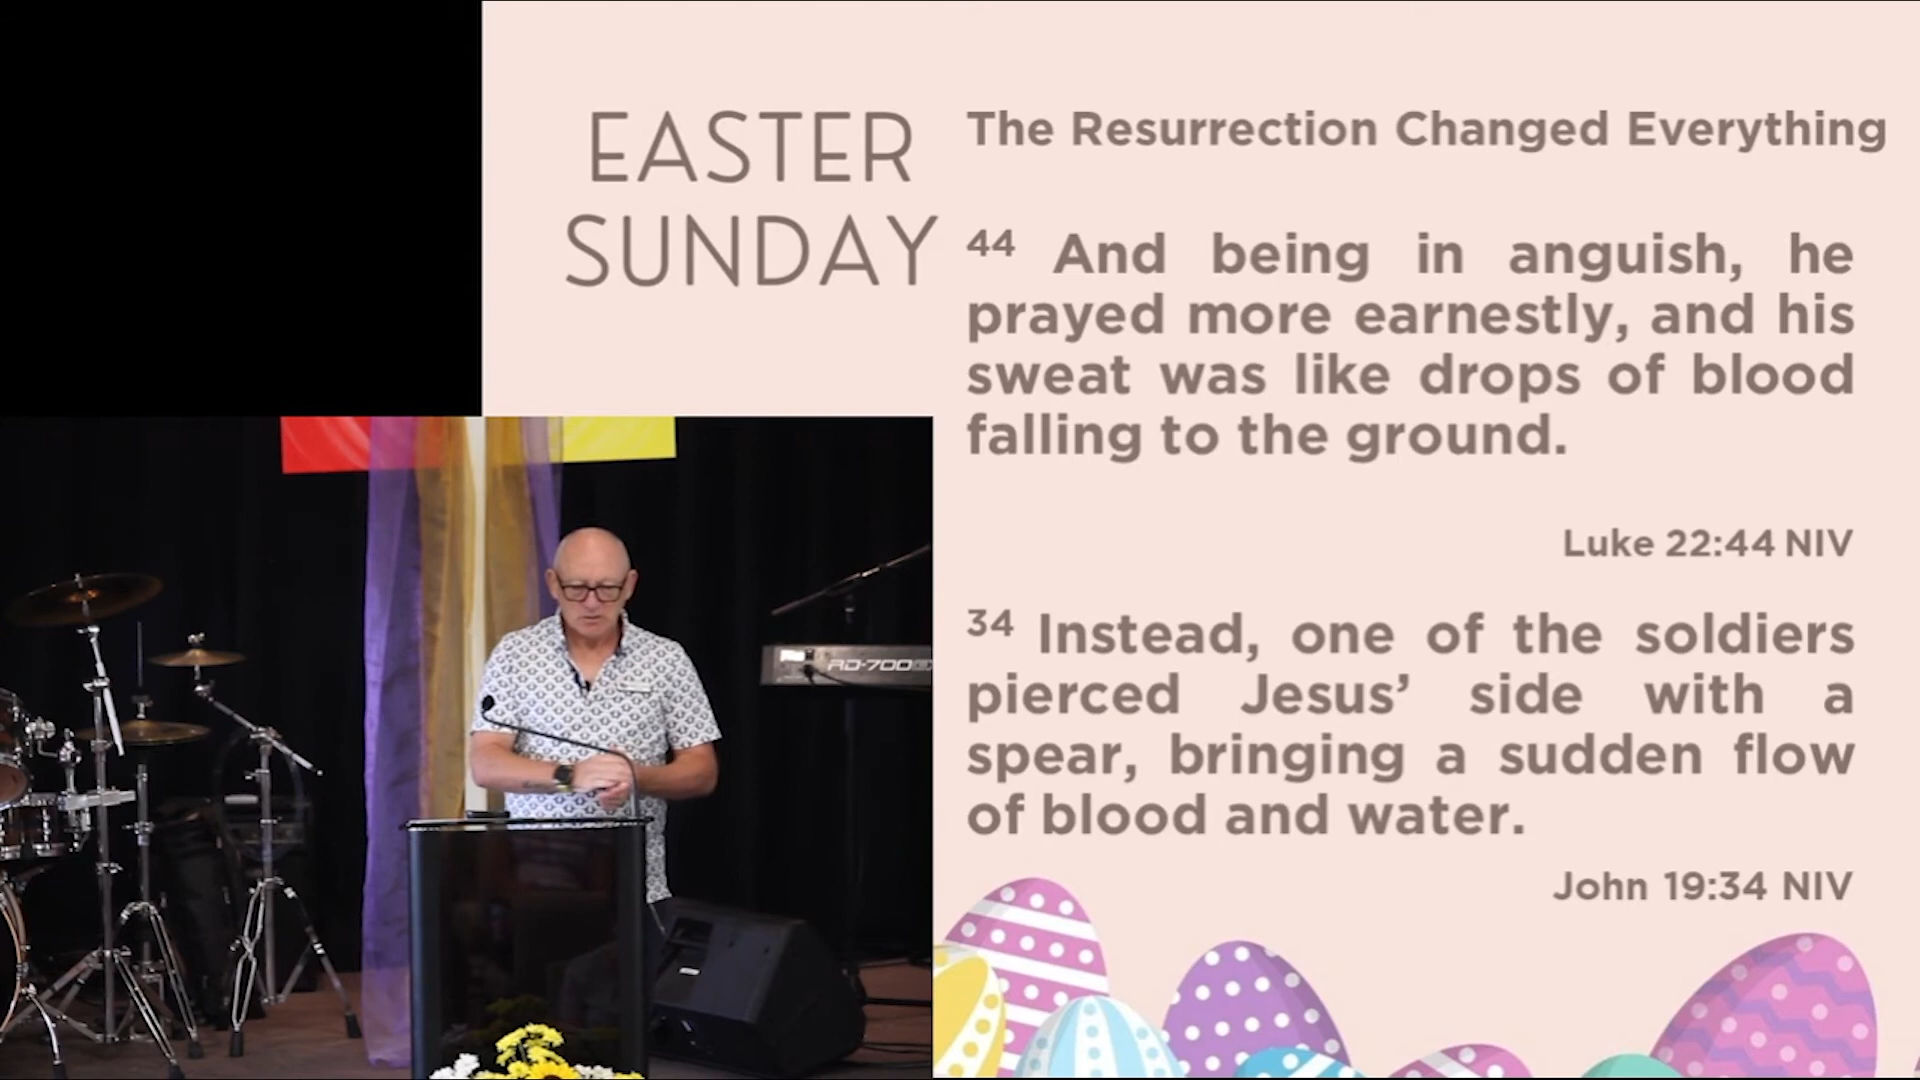 EASTER
SUNDAY
The Resurrection Changed Everything
44 And being in anguish, he
prayed more earnestly, and his
sweat was like drops of blood
falling to the ground.
Luke 22:44 NIV
34 Instead, one of the soldiers
pierced Jesus’ side with a
spear, bringing a sudden flow
of blood and water.
John 19:34 NIV
RD-700